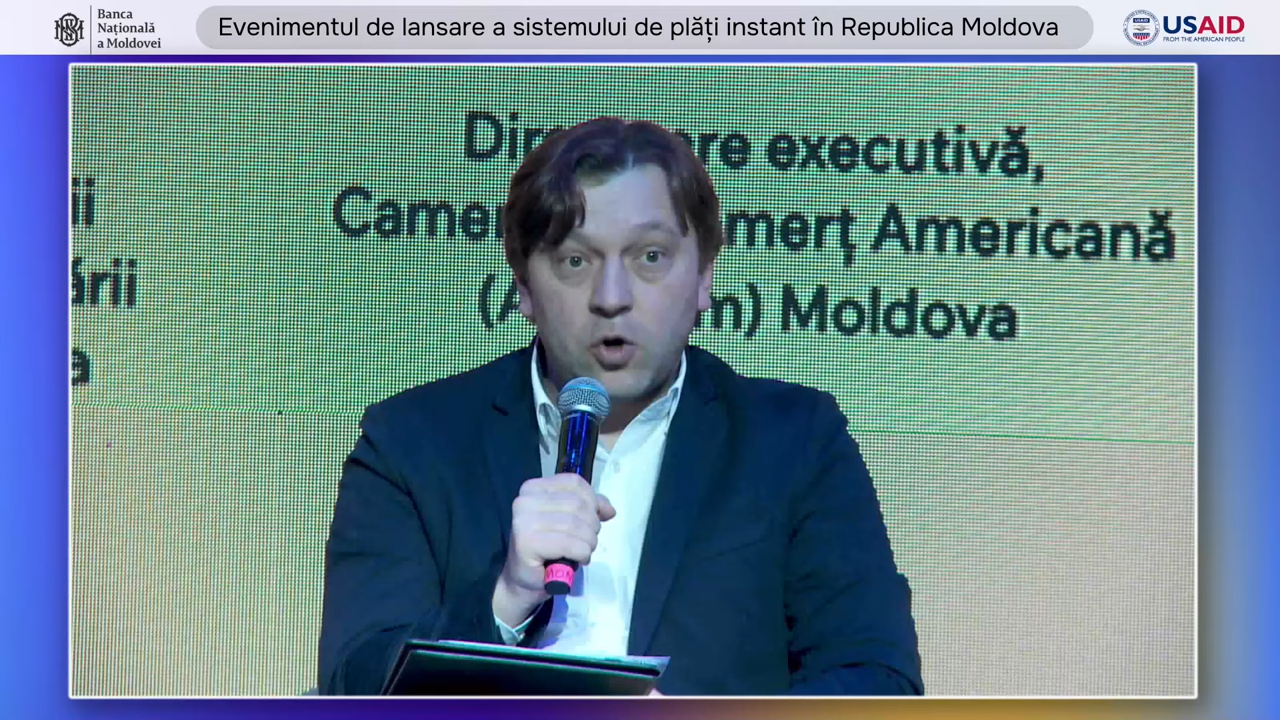 Banca
Națională
a Moldovei
Evenimentul de lansare a sistemului de plăți instant în Republica Moldova
USAID
USAID
FROM THE AMERICAN PEOPLE
executivă,
Americană
Moldova